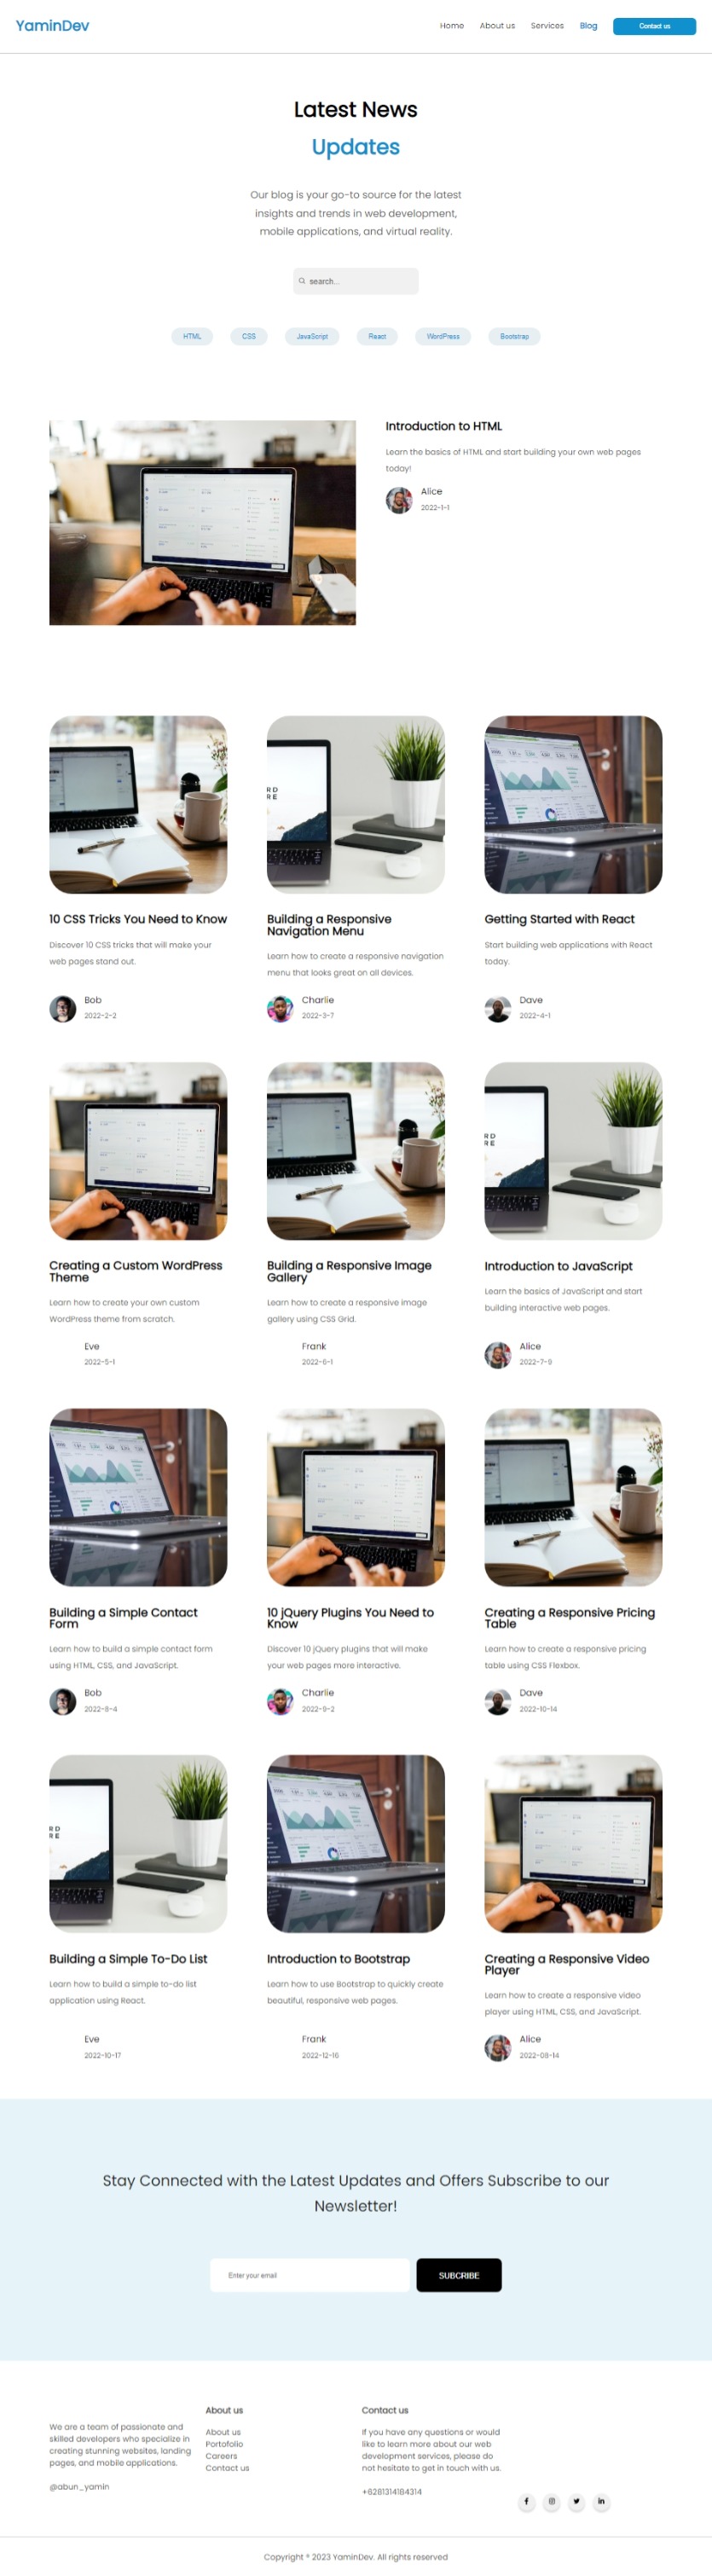 YaminDev
Home
About us
Services
Blog
Contact us
Latest News
Updates
Our blog is your go-to source for the latest
insights and trends in web development,
mobile applications, and virtual reality.
search...
HTML
CSS
JavaScript
React
WordPress
Bootstrap
Introduction to HTML
Learn the basics of HTML and start building your own web pages
today!
Alice
2022-1-1
10 CSS Tricks You Need to Know
Discover 10 CSS tricks that will make your
web pages stand out.
Bob
2022-2-2
RD
RE
Building a Responsive
Navigation Menu
Learn how to create a responsive navigation
menu that looks great on all devices.
Charlie
2022-3-7
Getting Started with React
Start building web applications with React
today.
Dave
2022-4-1
Creating a Custom WordPress
Theme
Learn how to create your own custom
WordPress theme from scratch.
Eve
2022-5-1
Building a Responsive Image
Gallery
Learn how to create a responsive image
gallery using CSS Grid.
Frank
2022-6-1
RD
RE
Introduction to JavaScript
Learn the basics of JavaScript and start
building interactive web pages.
Alice
2022-7-9
Building a Simple Contact
Form
Learn how to build a simple contact form
using HTML, CSS, and JavaScript.
Bob
2022-8-4
10 jQuery Plugins You Need to
Know
Discover 10 jQuery plugins that will make
your web pages more interactive.
Charlie
2022-9-2
Creating a Responsive Pricing
Table
Learn how to create a responsive pricing
table using CSS Flexbox.
Dave
2022-10-14
RD
RE
Building a Simple To-Do List
Learn how to build a simple to-do list
application using React.
Eve
2022-10-17
Introduction to Bootstrap
Learn how to use Bootstrap to quickly create
beautiful, responsive web pages.
Frank
2022-12-16
Creating a Responsive Video
Player
Learn how to create a responsive video
player using HTML, CSS, and JavaScript.
Alice
2022-08-14
Stay Connected with the Latest Updates and Offers Subscribe to our
Newsletter!
Enter your email
SUBCRIBE
We are a team of passionate and
skilled developers who specialize in
creating stunning websites, landing
pages, and mobile applications.
@abun_yamin
About us
About us
Portofolio
Careers
Contact us
Contact us
If you have any questions or would
like to learn more about our web
development services, please do
not hesitate to get in touch with us.
+6281314184314
Copyright ® 2023 YaminDev. All rights reserved